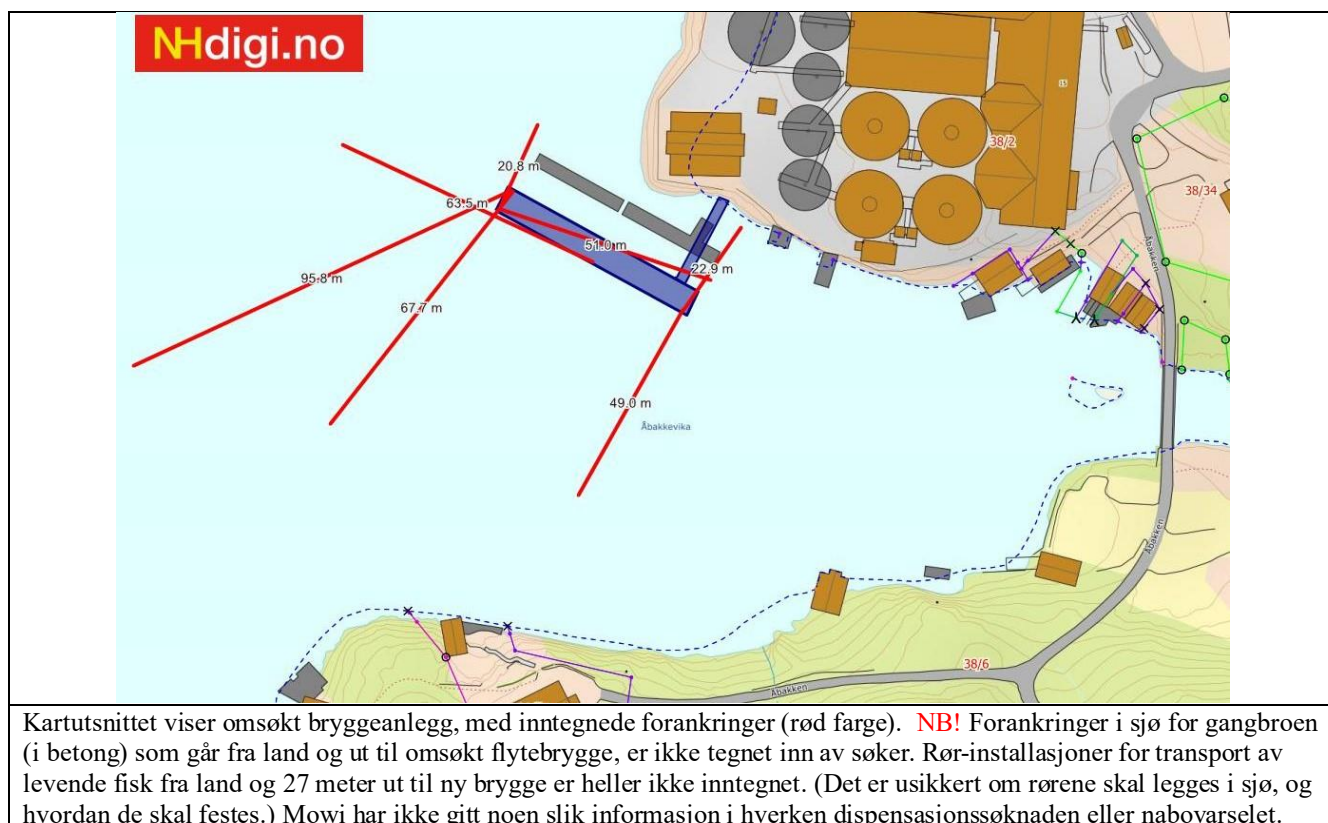 NHdigi.no
15
38/2
38/34
20.8 m
63.5 m
51.0 m
22.9 m
95.8 m
67.7 m
49.0 m
Åbakkevika
Åbakken
Åbakken
38/6
Åbakken
Kartutsnittet viser omsøkt bryggeanlegg, med inntegnede forankringer (rød farge). NB! Forankringer i sjø for gangbroen
(i betong) som går fra land og ut til omsøkt flytebrygge, er ikke tegnet inn av søker. Rør-installasjoner for transport av
levende fisk fra land og 27 meter ut til ny brygge er heller ikke inntegnet. (Det er usikkert om rørene skal legges i sjø, og
hvordan de skal festes.) Mowi har ikke gitt noen slik informasjon i hverken dispensasjonssøknaden eller nabovarselet.